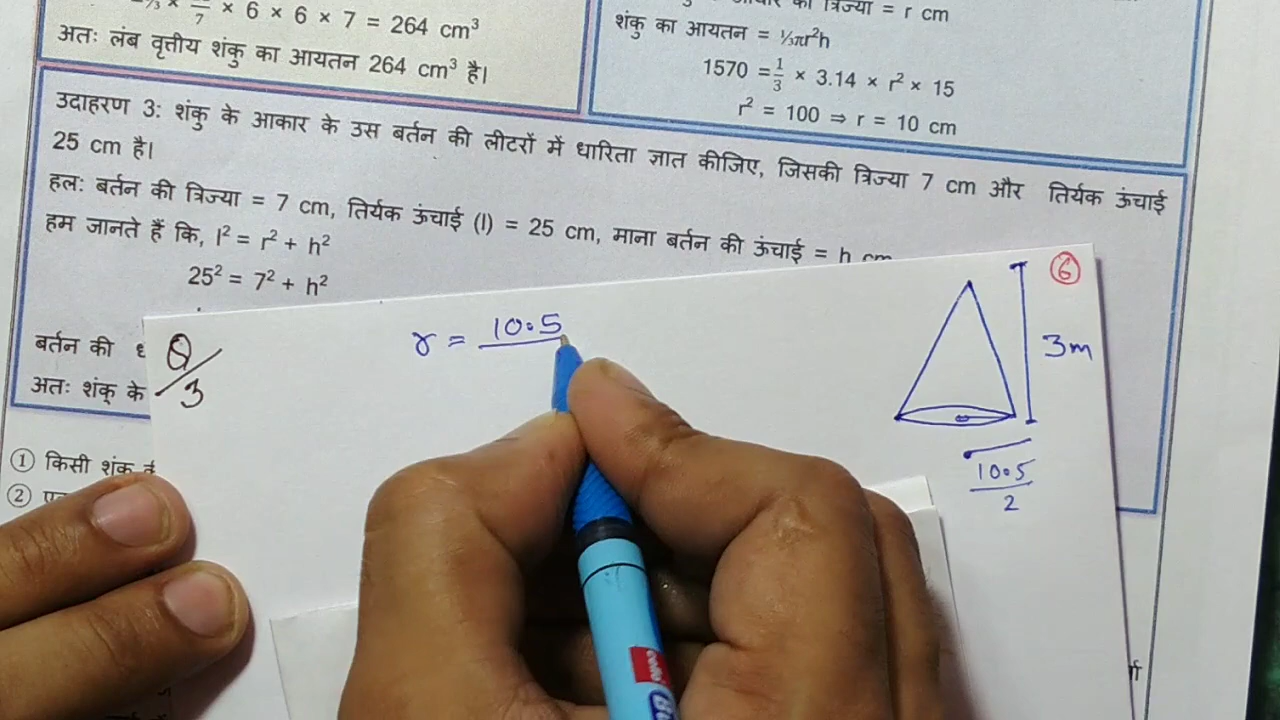 × 6 × 6 × 7 = 264 cm³
अतः लंब वृत्तीय शंकु का आयतन 264 cm³ है।
त्रिज्या = r cm
शंकु का आयतन = ⅓πr²h
1570 = 1/3 × 3.14 × r² × 15
r² = 100 ⇒ r = 10 cm
उदाहरण 3: शंकु के आकार के उस बर्तन की लीटरों में धारिता ज्ञात कीजिए, जिसकी त्रिज्या 7 cm और तिर्यक ऊंचाई
25 cm है।
हलः बर्तन की त्रिज्या = 7 cm, तिर्यक ऊंचाई (l) = 25 cm, माना बर्तन की ऊंचाई = h cm
हम जानते हैं कि, l² = r² + h²
25² = 7² + h²
बर्तन की
अतः शंकु के
① किसी शंकु
②
Q/3
r = 10.5
6
3m
10.5/2